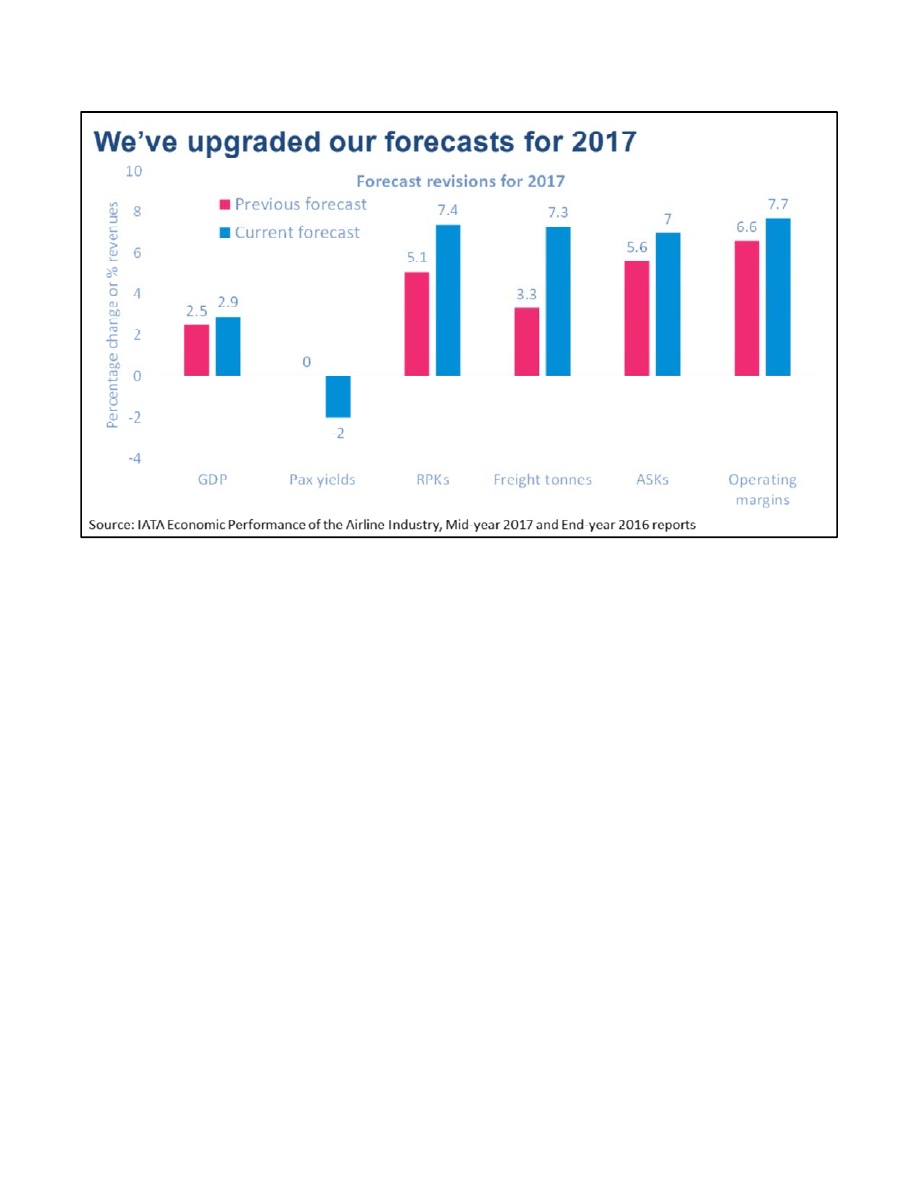 We've upgraded our forecasts for 2017
Forecast revisions for 2017
Previous forecast
Current forecast
Percentage change or % revenues
10
8
6
4
2
0
-2
-4
2.5 2.9
0
-2
5.1 7.4
3.3 7.3
5.6 7
6.6 7.7
GDP Pax yields RPKs Freight tonnes ASKs Operating
margins
Source: IATA Economic Performance of the Airline Industry, Mid-year 2017 and End-year 2016 reports